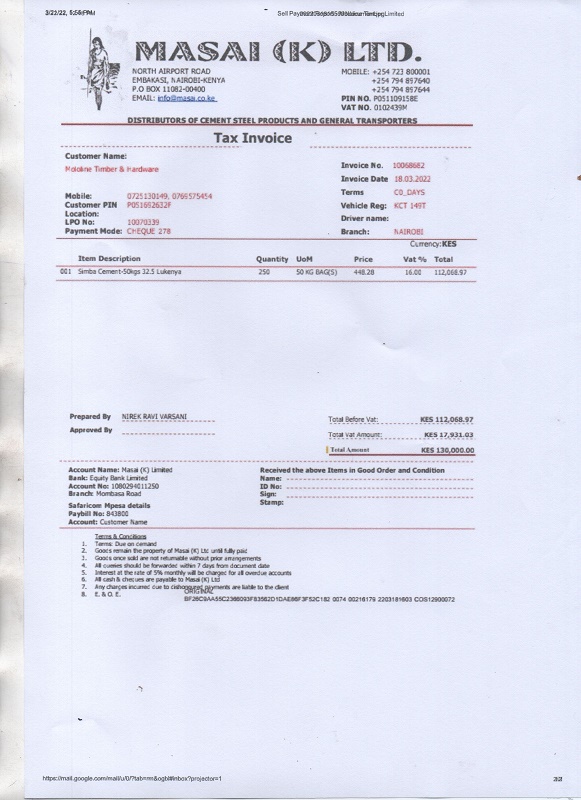 3/22/22, 5:56 PM
MASAI (K) LTD.
NORTH AIRPORT ROAD
EMBAKASI, NAIROBI-KENYA
P.O BOX 11082-00400
EMAIL: info@masai.co.ke
MOBILE: +254 723 800001
+254 794 897640
+254 794 897644
PIN NO. P051109158E
VAT NO. 0102439M
DISTRIBUTORS OF CEMENT STEEL PRODUCTS AND GENERAL TRANSPORTERS
Tax Invoice
Customer Name:
Mololine Timber & Hardware
Mobile: 0725130149, 0769575454
Customer PIN P051692632F
Location:
LPO No: 10070339
Payment Mode: CHEQUE 278
Invoice No. 10068682
Invoice Date 18.03.2022
Terms C0_DAYS
Vehicle Reg: KCT 149T
Driver name:
Branch: NAIROBI
Currency:KES
Item Description Quantity UoM Price Vat % Total
001 Simba Cement-50kgs 32.5 Lukenya 250 50 KG BAG(S) 448.28 16.00 112,068.97
Prepared By NIREK RAVI VARSANI
Approved By
Total Before Vat: KES 112,068.97
Total Vat Amount: KES 17,931.03
Total Amount KES 130,000.00
Account Name: Masai (K) Limited
Bank: Equity Bank Limited
Account No: 1080294011250
Branch: Mombasa Road
Safaricom Mpesa details
Paybill No: 843800
Account: Customer Name
Received the above Items in Good Order and Condition
Name:
ID No:
Sign:
Stamp:
Terms & Conditions
1. Terms: Due on demand
2. Goods remain the property of Masai (K) Ltd until fully paid
3. Goods once sold are not returnable without prior arrangements
4. All queries should be forwarded within 7 days from document date
5. Interest at the rate of 5% monthly will be charged for all overdue accounts
6. All cash & cheques are payable to Masai (K) Ltd
7. Any charges incurred due to dishonoured payments are liable to the client
8. E. & O. E.
ORIGINAL
0074 00216179 2203181603 COS12900072
https://mail.google.com/mail/u/0/?tab=rm&ogbl#inbox?projector=1